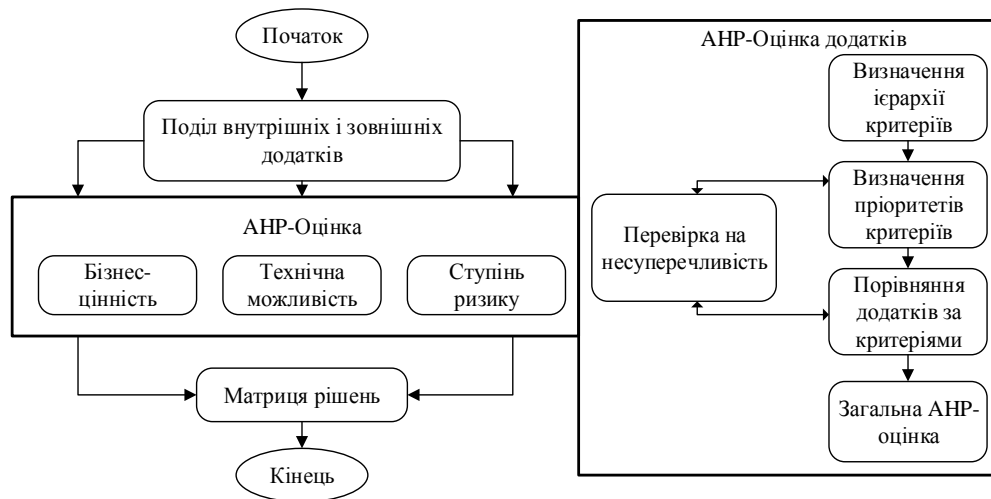 Початок
Поділ внутрішніх і зовнішніх
додатків
АНР-Оцінка
Бізнес-
цінність
Технічна
можливість
Ступінь
ризику
Матриця рішень
Кінець
АНР-Оцінка додатків
Визначення
ієрархії
критеріїв
Визначення
пріоритетів
критеріїв
Перевірка на
несуперечливість
Порівняння
додатків за
критеріями
Загальна АНР-
оцінка